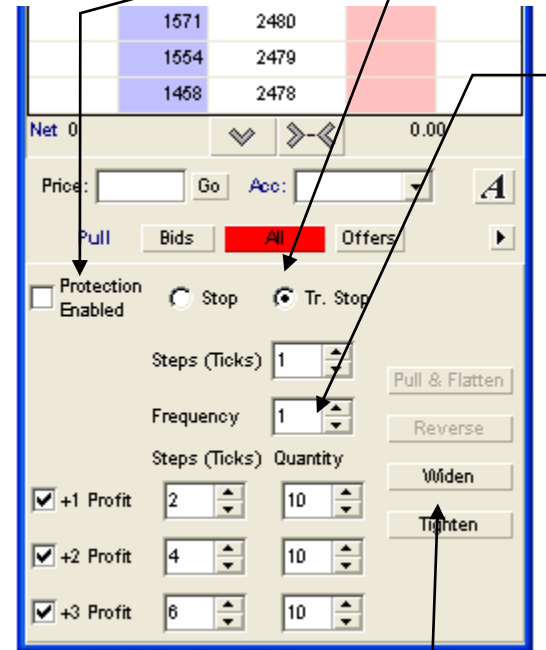 1571 2480
1554 2479
1458 2478
Net 0 0.00
Price: Go Acc: A
Pull Bids All Offers
Protection Enabled Stop Tr. Stop
Steps (Ticks) 1
Pull & Flatten
Frequency 1
Reverse
Steps (Ticks) Quantity
Widen
+1 Profit 2 10
Tighten
+2 Profit 4 10
+3 Profit 6 10